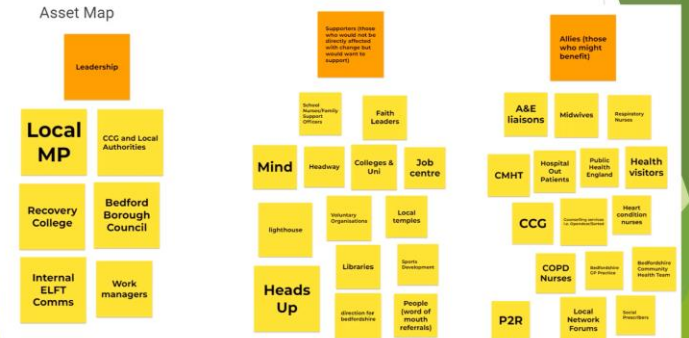 Asset Map
Leadership
Local
MP
CCG and Local
Authorities
Recovery
College
Bedford
Borough
Council
Internal
ELFT
Comms
Work
managers
Supporters (those
who would not be
directly affected
with change but
would want to
support)
School
Nurses/Family
Support
Officers
Faith
Leaders
Mind
Headway
Colleges &
Uni
Job
centre
lighthouse
Voluntary
Organisations
Local
temples
Libraries
Sports
Development
Heads
Up
direction for
bedfordshire
People
(word of
mouth
referrals)
Allies (those
who might
benefit)
A&E
liaisons
Midwives
Respiratory
Nurses
CMHT
Hospital
Out
Patients
Public
Health
England
Health
visitors
CCG
Counselling services
Heart
condition
nurses
COPD
Nurses
Bedfordshire
GP Practice
Bedfordshire
Community
Health Team
P2R
Local
Network
Forums
Social
Prescribers